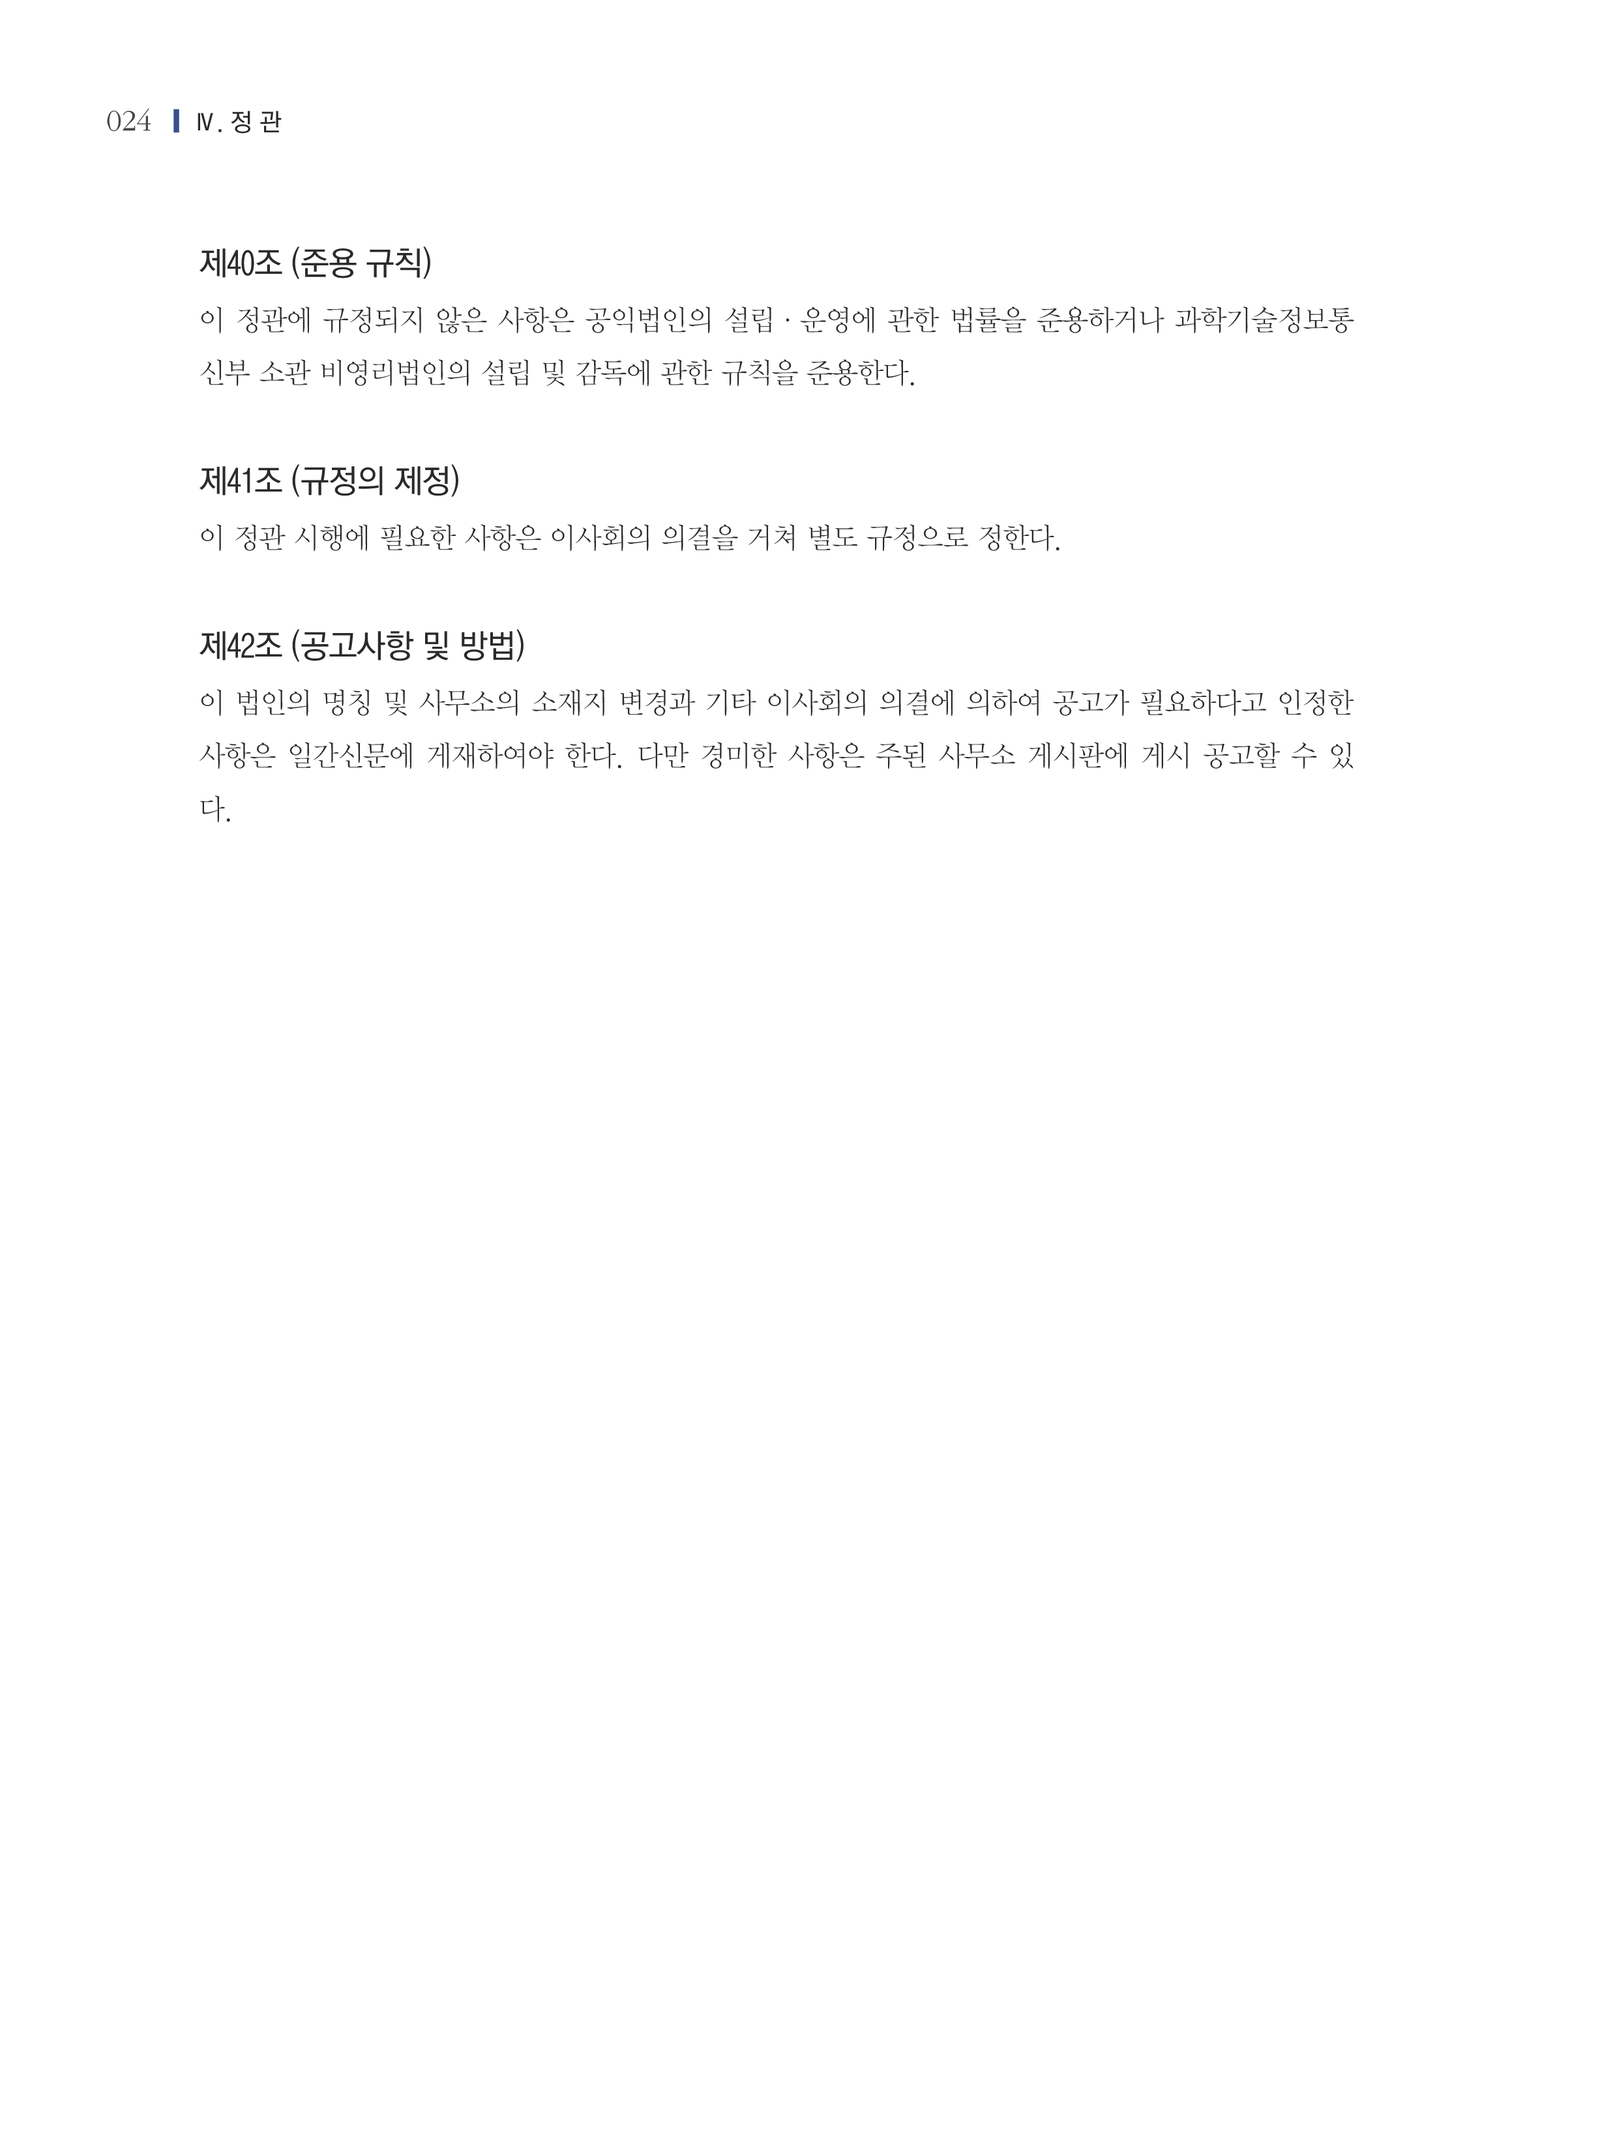 024 Ⅳ. 정 관
제40조 (준용 규칙)
이 정관에 규정되지 않은 사항은 공익법인의 설립 · 운영에 관한 법률을 준용하거나 과학기술정보통
신부 소관 비영리법인의 설립 및 감독에 관한 규칙을 준용한다.
제41조 (규정의 제정)
이 정관 시행에 필요한 사항은 이사회의 의결을 거쳐 별도 규정으로 정한다.
제42조 (공고사항 및 방법)
이 법인의 명칭 및 사무소의 소재지 변경과 기타 이사회의 의결에 의하여 공고가 필요하다고 인정한
사항은 일간신문에 게재하여야 한다. 다만 경미한 사항은 주된 사무소 게시판에 게시 공고할 수 있
다.